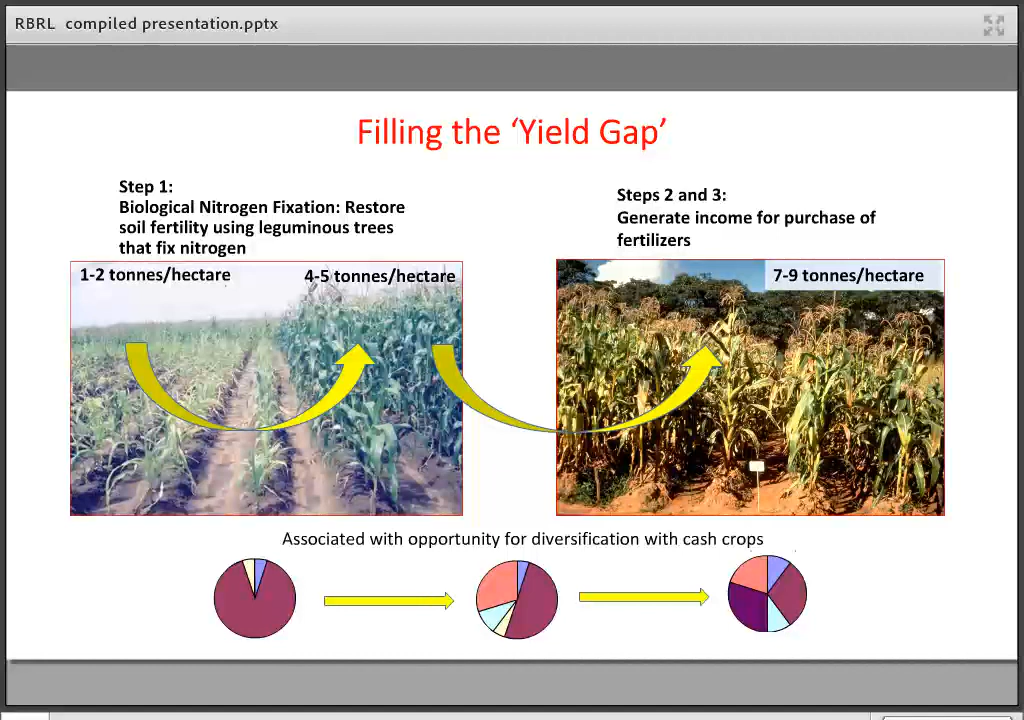 RBRL compiled presentation.pptx
Filling the ‘Yield Gap’
Step 1:
Biological Nitrogen Fixation: Restore
soil fertility using leguminous trees
that fix nitrogen
Steps 2 and 3:
Generate income for purchase of
fertilizers
1-2 tonnes/hectare
4-5 tonnes/hectare
7-9 tonnes/hectare
Associated with opportunity for diversification with cash crops